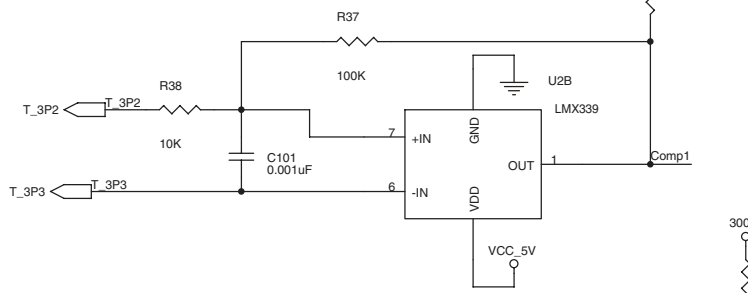 R37
100K
R38
T_3P2
T_3P2
10K
C101
0.001uF
T_3P3
T_3P3
U2B
LMX339
GND
7
+IN
OUT
1
Comp1
6
-IN
VDD
VCC_5V
300